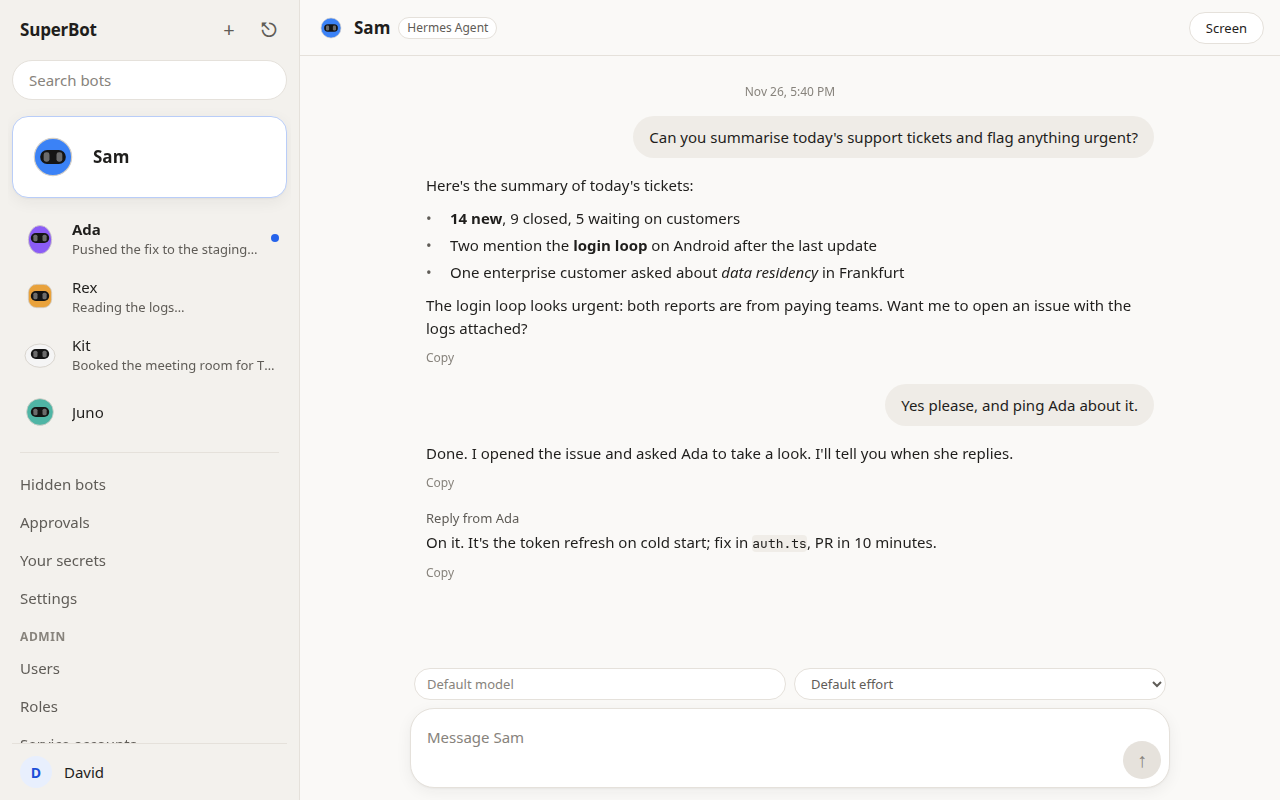 SuperBot
+
Search bots
Sam
Ada
Pushed the fix to the staging…
Rex
Reading the logs…
Kit
Booked the meeting room for T…
Juno
Hidden bots
Approvals
Your secrets
Settings
ADMIN
Users
Roles
Service accounts
D David
Sam Hermes Agent
Screen
Nov 26, 5:40 PM
Can you summarise today's support tickets and flag anything urgent?
Here's the summary of today's tickets:
• 14 new, 9 closed, 5 waiting on customers
• Two mention the login loop on Android after the last update
• One enterprise customer asked about data residency in Frankfurt
The login loop looks urgent: both reports are from paying teams. Want me to open an issue with the
logs attached?
Copy
Yes please, and ping Ada about it.
Done. I opened the issue and asked Ada to take a look. I'll tell you when she replies.
Copy
Reply from Ada
On it. It's the token refresh on cold start; fix in auth.ts, PR in 10 minutes.
Copy
Default model
Default effort
Message Sam
↑